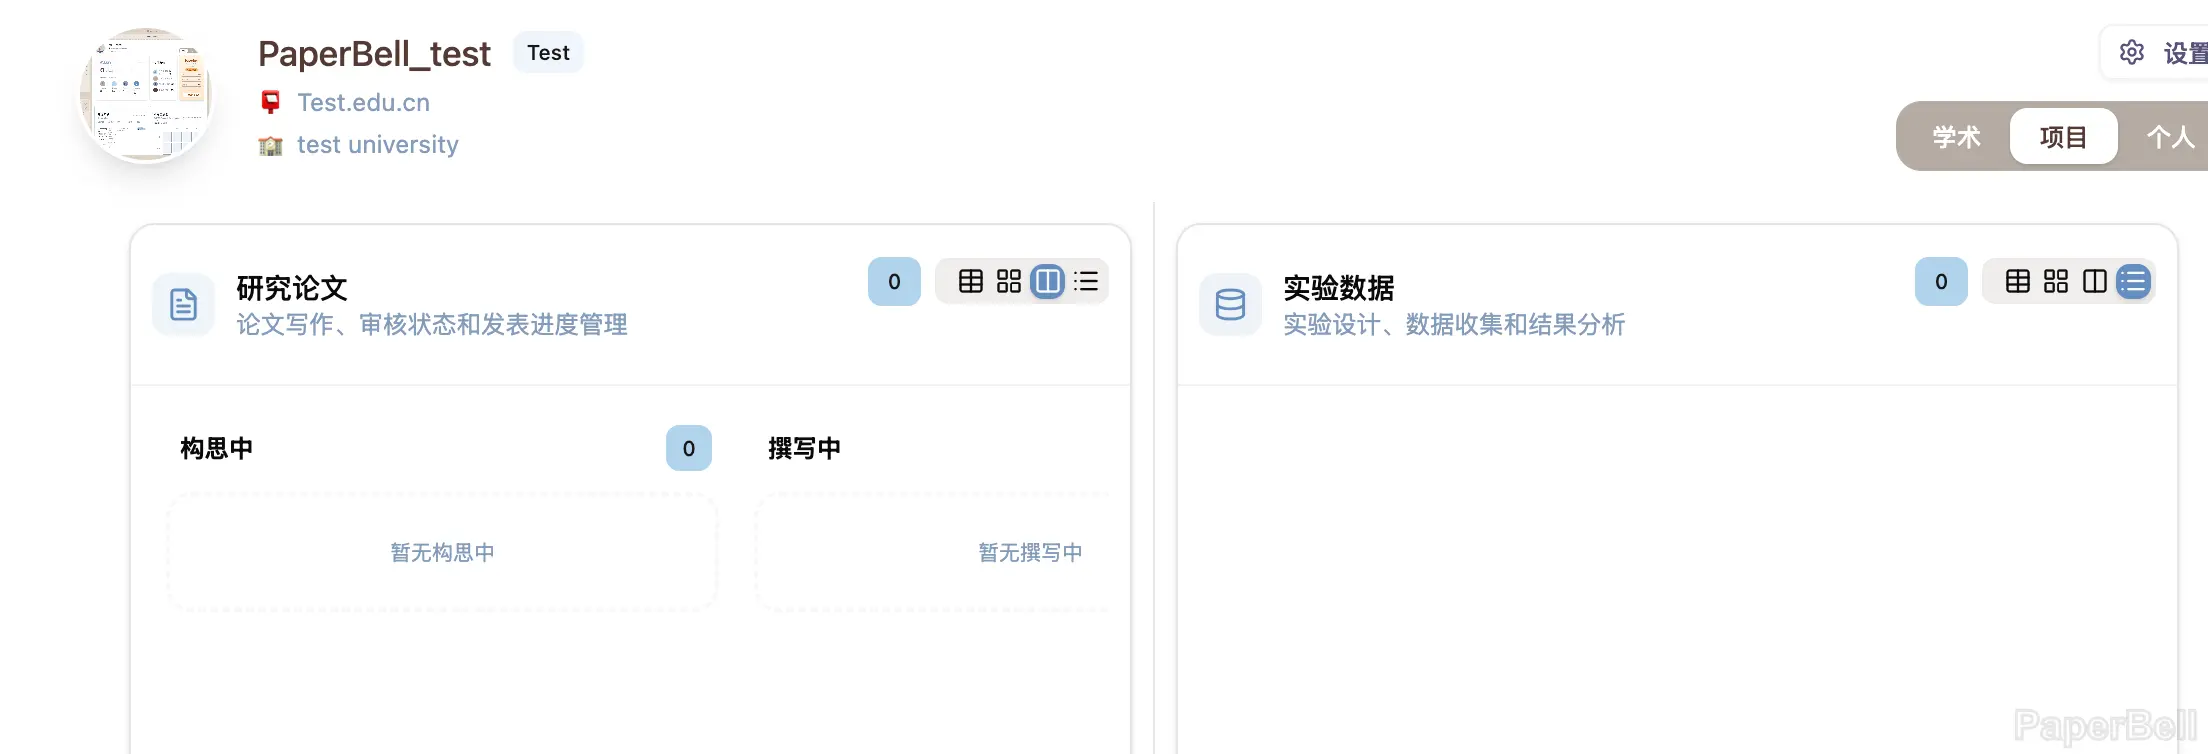 PaperBell_test Test
Test.edu.cn
test university
设置
学术 项目 个人
研究论文
论文写作、审核状态和发表进度管理
0
构思中 0
撰写中
暂无构思中
暂无撰写中
实验数据
实验设计、数据收集和结果分析
0
PaperBell